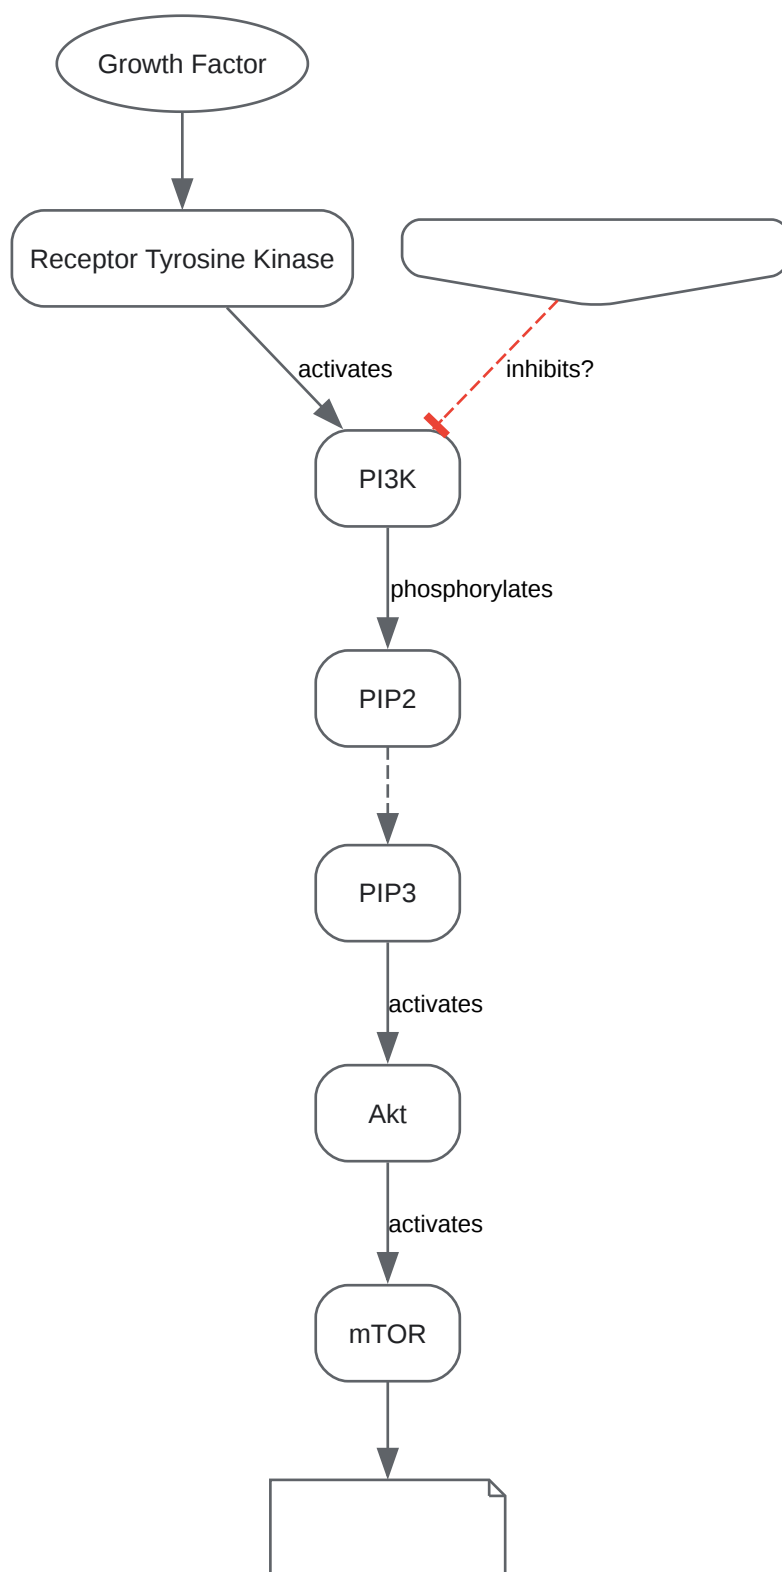 Growth Factor
Receptor Tyrosine Kinase
activates
inhibits?
PI3K
phosphorylates
PIP2
PIP3
activates
Akt
activates
mTOR